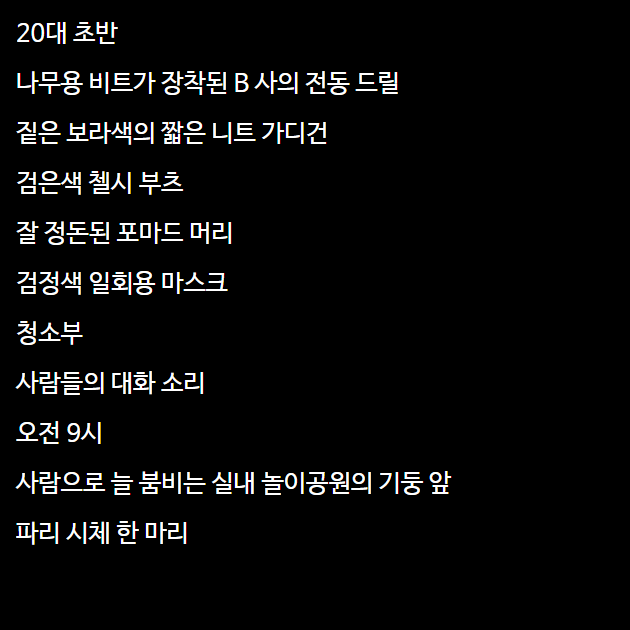 20대 초반
나무용 비트가 장착된 B 사의 전동 드릴
짙은 보라색의 짧은 니트 가디건
검은색 첼시 부츠
잘 정돈된 포마드 머리
검정색 일회용 마스크
청소부
사람들의 대화 소리
오전 9시
사람으로 늘 붐비는 실내 놀이공원의 기둥 앞
파리 시체 한 마리